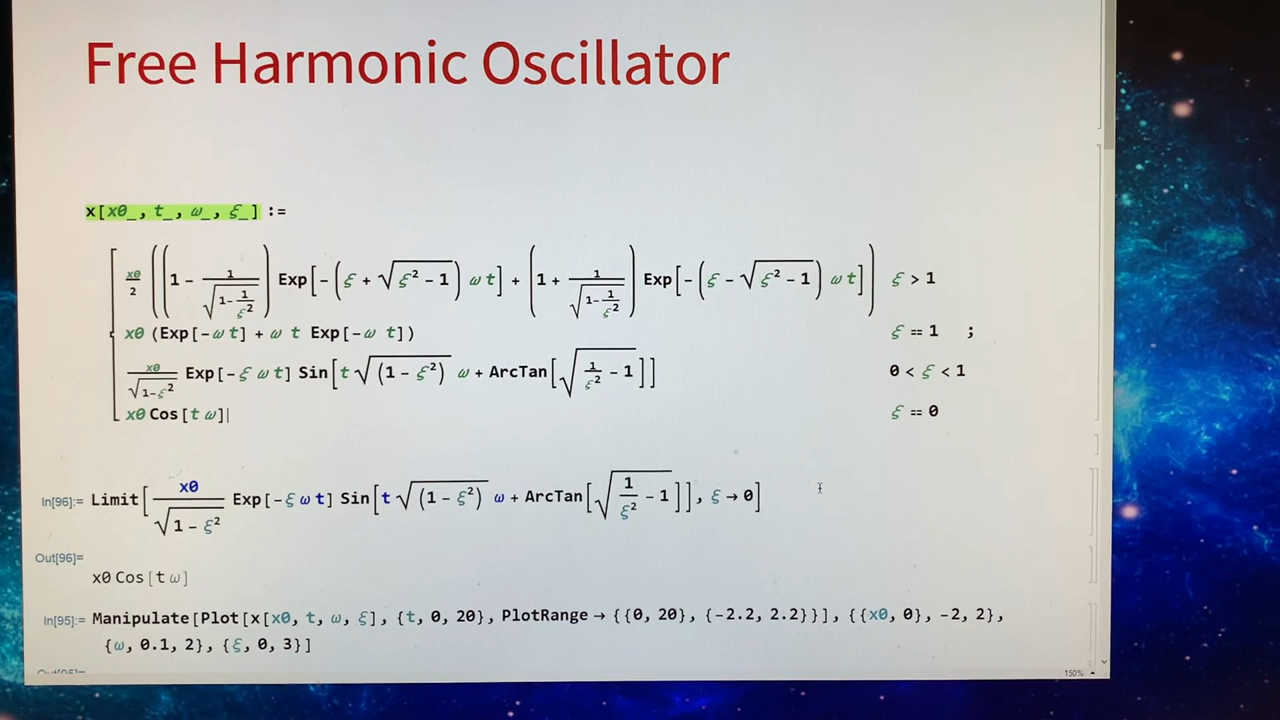 Free Harmonic Oscillator
x[x0_, t_, ω_, ξ_] :=
x0/2 ((1 - 1/√(1-1/ξ²)) Exp[-(ξ + √(ξ² - 1)) ω t] + (1 + 1/√(1-1/ξ²)) Exp[-(ξ - √(ξ² - 1)) ω t]) ξ > 1
x0 (Exp[-ω t] + ω t Exp[-ω t]) ξ == 1 ;
x0/√(1-ξ²) Exp[-ξ ω t] Sin[t √((1 - ξ²)) ω + ArcTan[√(1/ξ² - 1)]] 0 < ξ < 1
x0 Cos[t ω] ξ == 0
In[96]:= Limit[x0/√(1 - ξ²) Exp[-ξ ω t] Sin[t √((1 - ξ²)) ω + ArcTan[√(1/ξ² - 1)]], ξ → 0]
Out[96]=
x0 Cos[t ω]
In[95]:= Manipulate[Plot[x[x0, t, ω, ξ], {t, 0, 20}, PlotRange → {{0, 20}, {-2.2, 2.2}}], {{x0, 0}, -2, 2},
{ω, 0.1, 2}, {ξ, 0, 3}]
150%